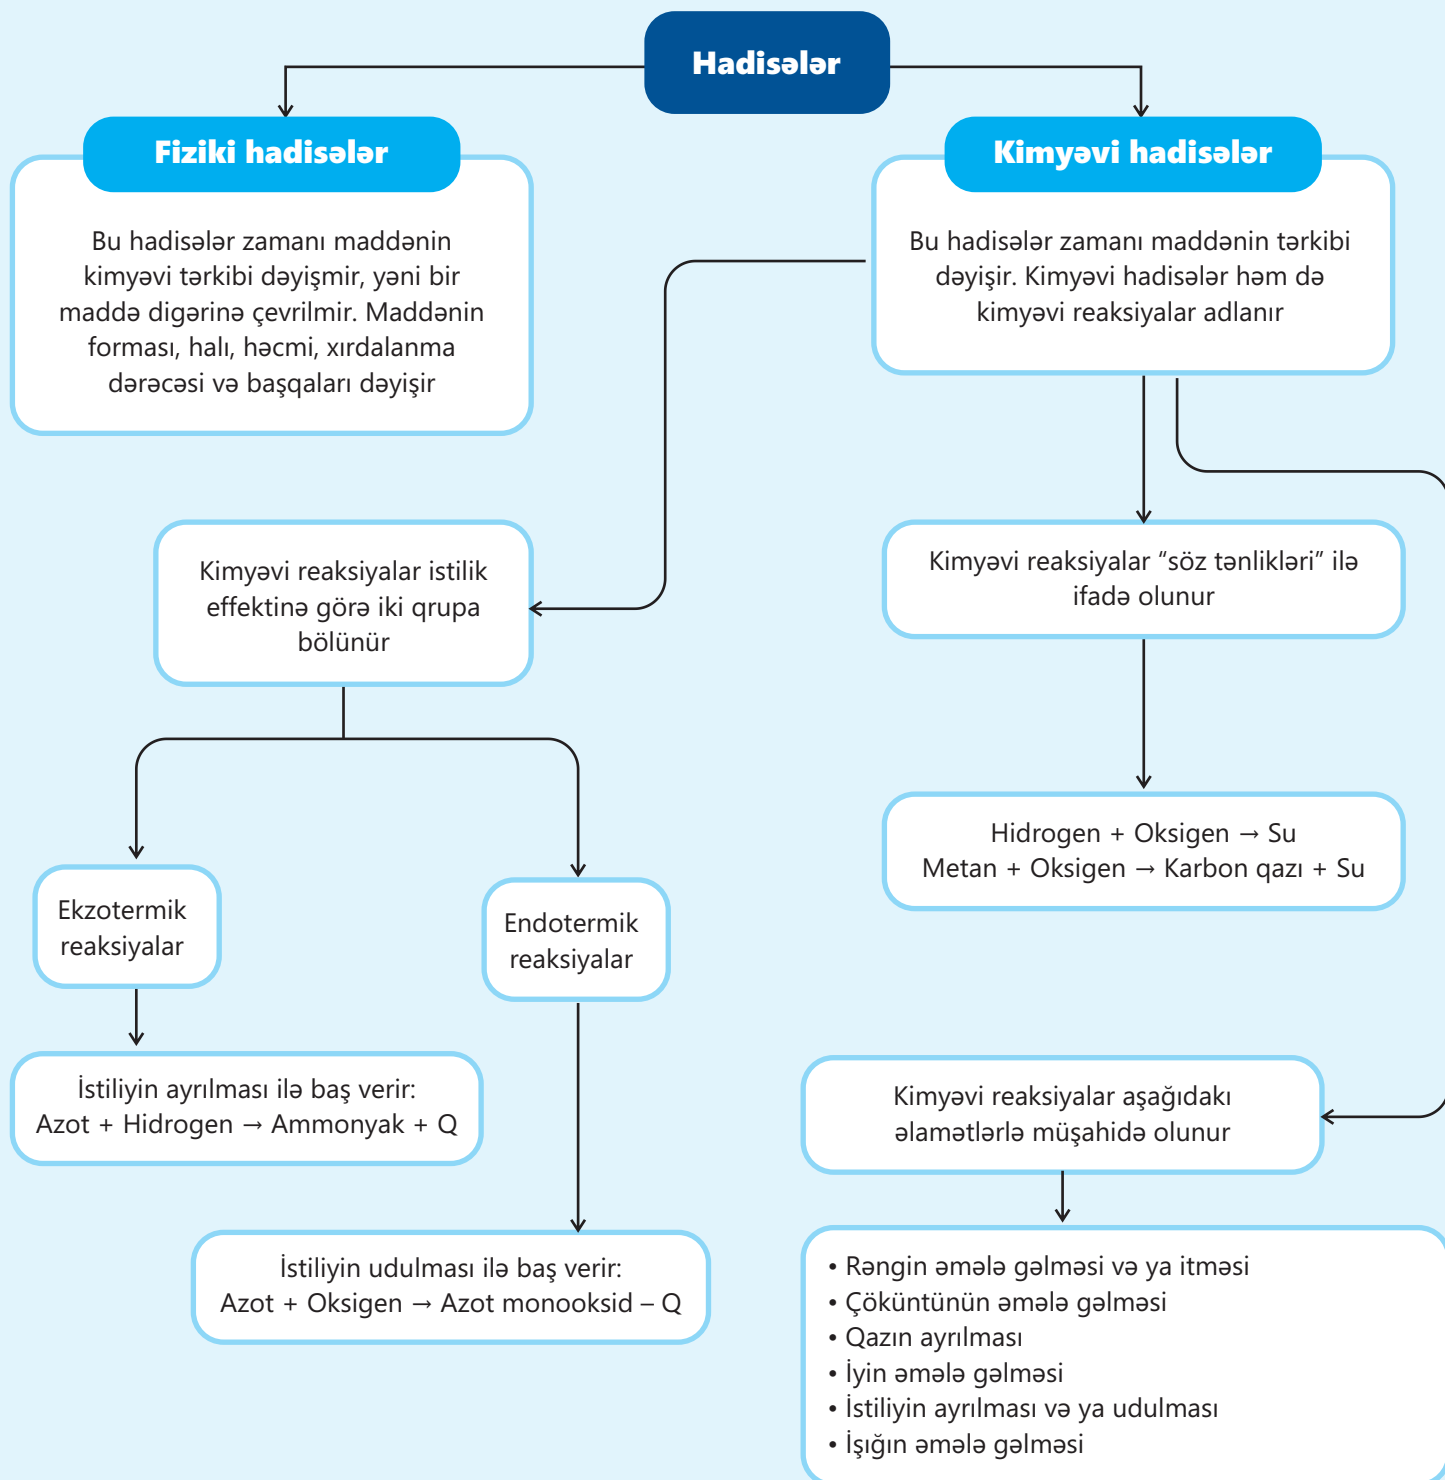 Hadisələr
Fiziki hadisələr
Bu hadisələr zamanı maddənin
kimyəvi tərkibi dəyişmir, yəni bir
maddə digərinə çevrilmir. Maddənin
forması, halı, həcmi, xırdalanma
dərəcəsi və başqaları dəyişir
Kimyəvi hadisələr
Bu hadisələr zamanı maddənin tərkibi
dəyişir. Kimyəvi hadisələr həm də
kimyəvi reaksiyalar adlanır
Kimyəvi reaksiyalar istilik
effektinə görə iki qrupa
bölünür
Kimyəvi reaksiyalar “söz tənlikləri” ilə
ifadə olunur
Hidrogen + Oksigen → Su
Metan + Oksigen → Karbon qazı + Su
Ekzotermik
reaksiyalar
Endotermik
reaksiyalar
İstiliyin ayrılması ilə baş verir:
Azot + Hidrogen → Ammonyak + Q
İstiliyin udulması ilə baş verir:
Azot + Oksigen → Azot monooksid – Q
Kimyəvi reaksiyalar aşağıdakı
əlamətlərlə müşahidə olunur
• Rəngin əmələ gəlməsi və ya itməsi
• Çöküntünün əmələ gəlməsi
• Qazın ayrılması
• İyin əmələ gəlməsi
• İstiliyin ayrılması və ya udulması
• İşığın əmələ gəlməsi